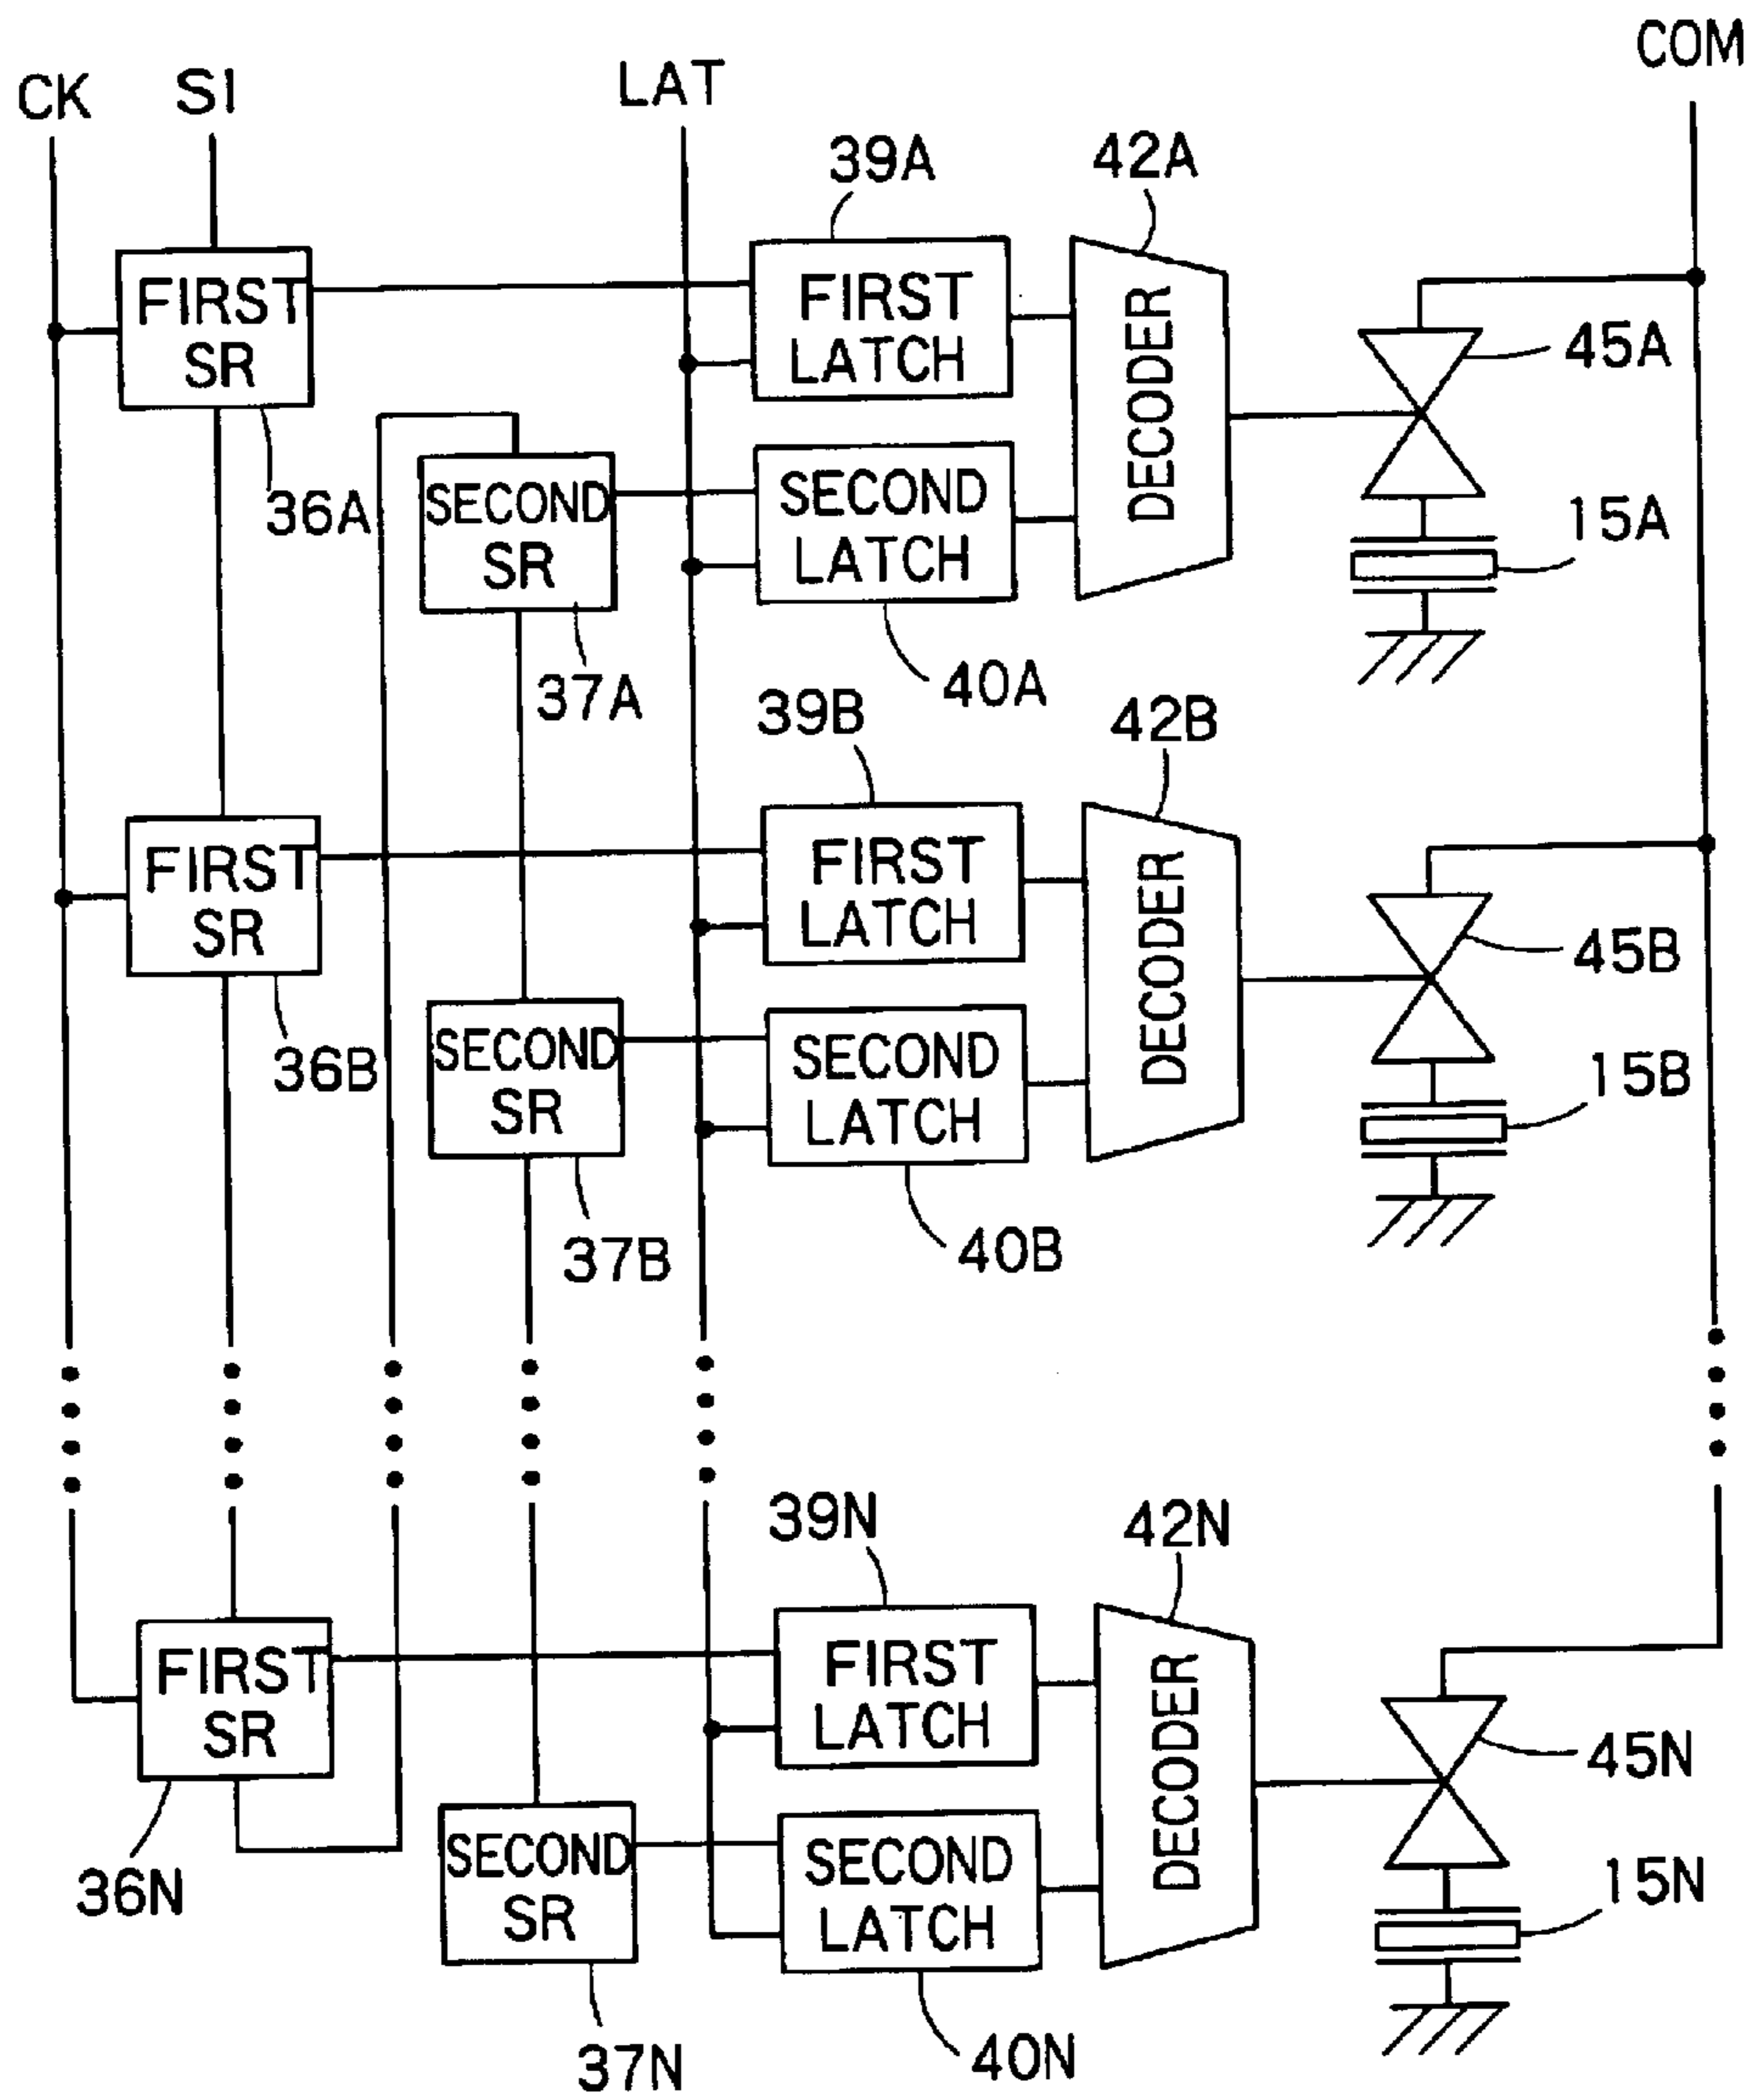 CK
SI
LAT
COM
39A
42A
FIRST
SR
FIRST
LATCH
DECODER
45A
36A
SECOND
SR
SECOND
LATCH
15A
37A
40A
39B
42B
FIRST
SR
FIRST
LATCH
DECODER
45B
36B
SECOND
SR
SECOND
LATCH
15B
37B
40B
39N
42N
FIRST
SR
FIRST
LATCH
DECODER
45N
36N
SECOND
SR
SECOND
LATCH
15N
37N
40N